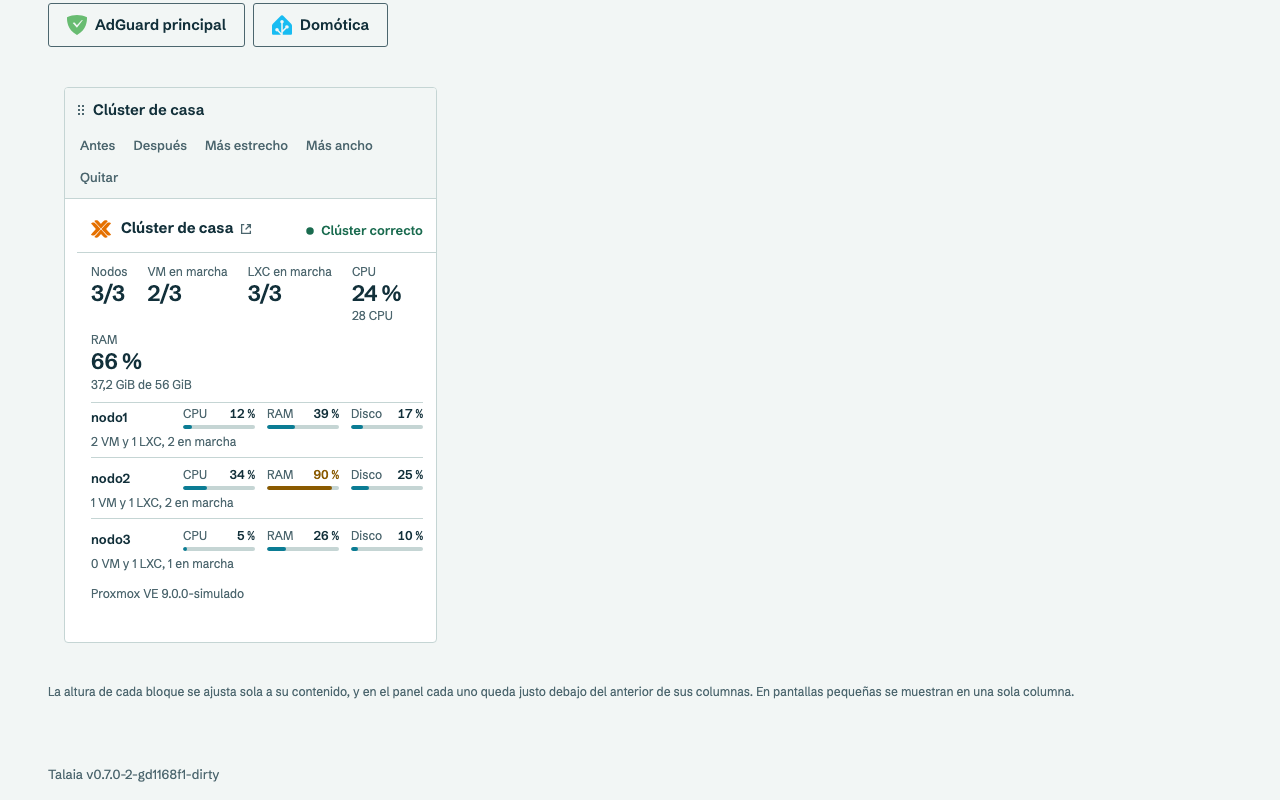 AdGuard principal Domótica
Clúster de casa
Antes Después Más estrecho Más ancho
Quitar
Clúster de casa Clúster correcto
Nodos VM en marcha LXC en marcha CPU
3/3 2/3 3/3 24 %
28 CPU
RAM
66 %
37,2 GiB de 56 GiB
nodo1 CPU 12 % RAM 39 % Disco 17 %
2 VM y 1 LXC, 2 en marcha
nodo2 CPU 34 % RAM 90 % Disco 25 %
1 VM y 1 LXC, 2 en marcha
nodo3 CPU 5 % RAM 26 % Disco 10 %
0 VM y 1 LXC, 1 en marcha
Proxmox VE 9.0.0-simulado
La altura de cada bloque se ajusta sola a su contenido, y en el panel cada uno queda justo debajo del anterior de sus columnas. En pantallas pequeñas se muestran en una sola columna.
Talaia v0.7.0-2-gd1168f1-dirty